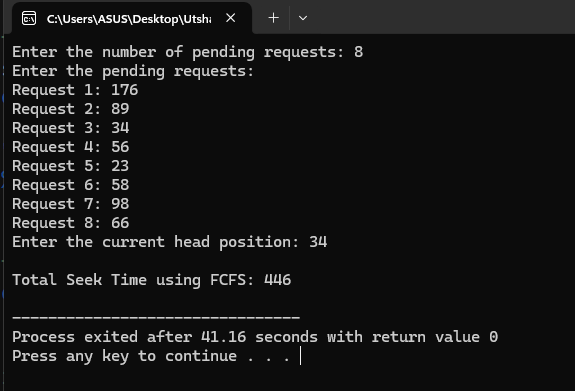 C:\Users\ASUS\Desktop\Utsha
Enter the number of pending requests: 8
Enter the pending requests:
Request 1: 176
Request 2: 89
Request 3: 34
Request 4: 56
Request 5: 23
Request 6: 58
Request 7: 98
Request 8: 66
Enter the current head position: 34
Total Seek Time using FCFS: 446
--------------------------------
Process exited after 41.16 seconds with return value 0
Press any key to continue . . .